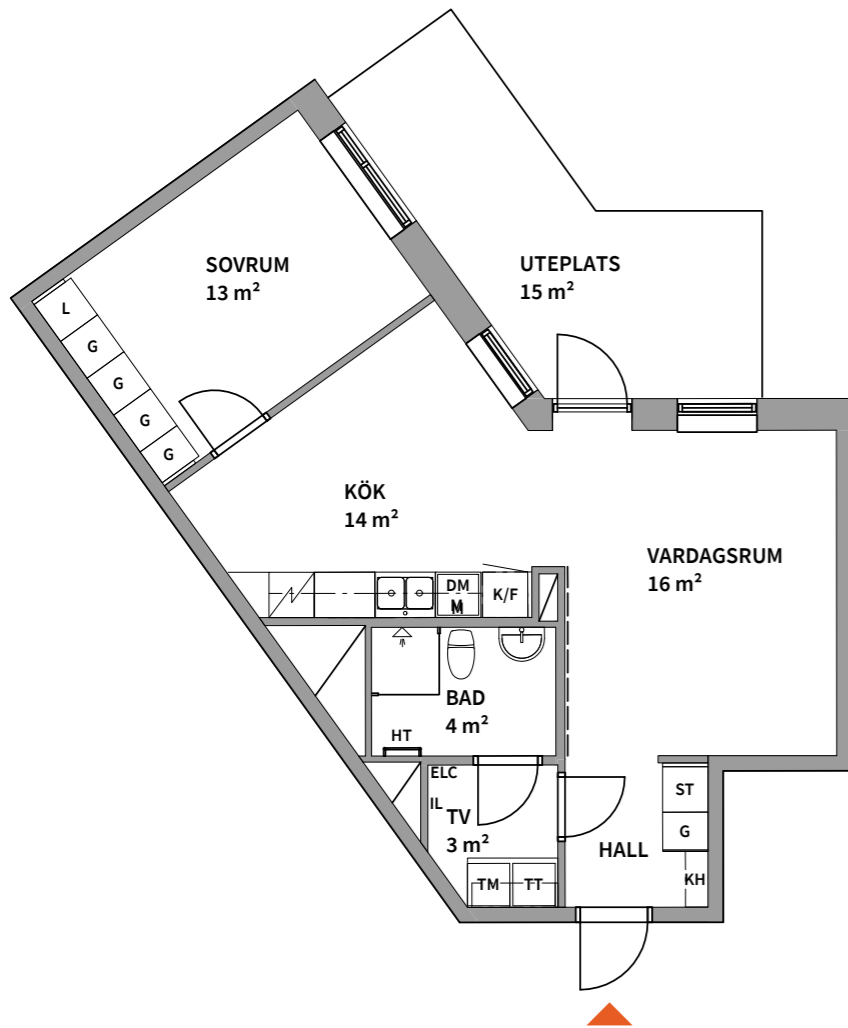 SOVRUM
13 m²
UTEPLATS
15 m²
L
G
G
G
G
KÖK
14 m²
VARDAGSRUM
16 m²
DM
M
K/F
BAD
4 m²
HT
ELC
IL
TV
3 m²
ST
G
HALL
KH
TM
TT